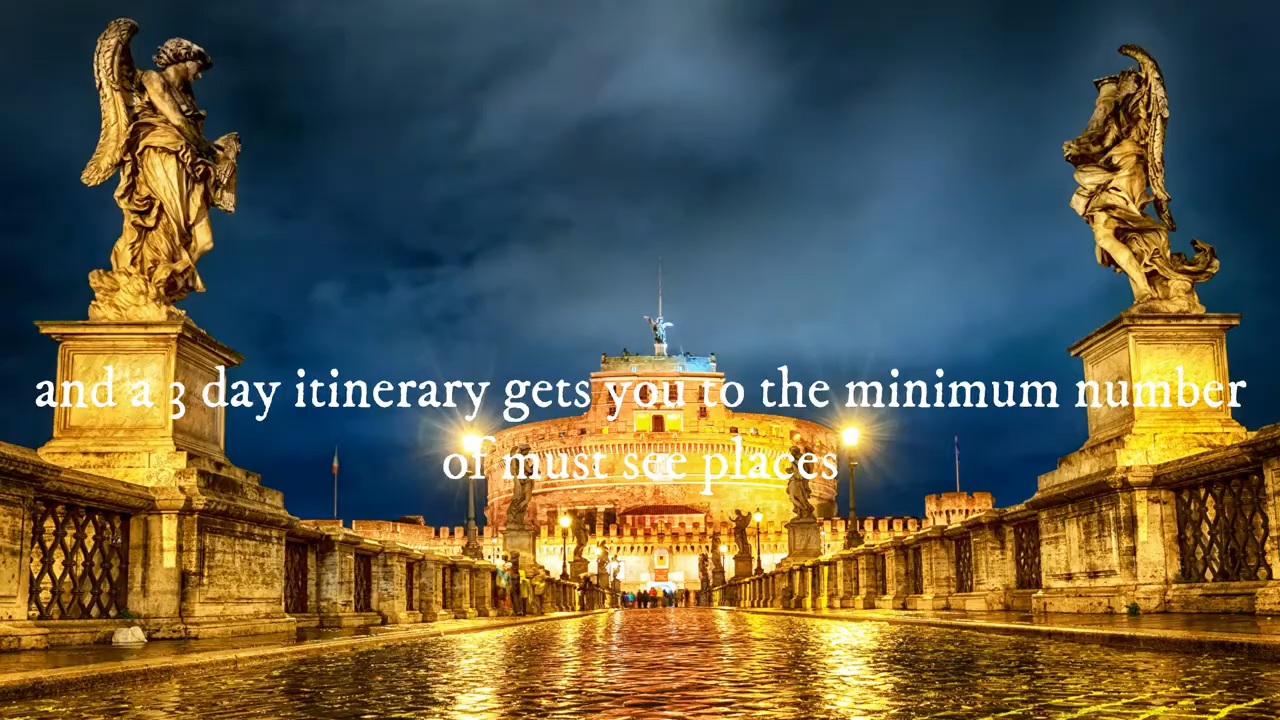 and a 3 day itinerary gets you to the minimum number
of must see places